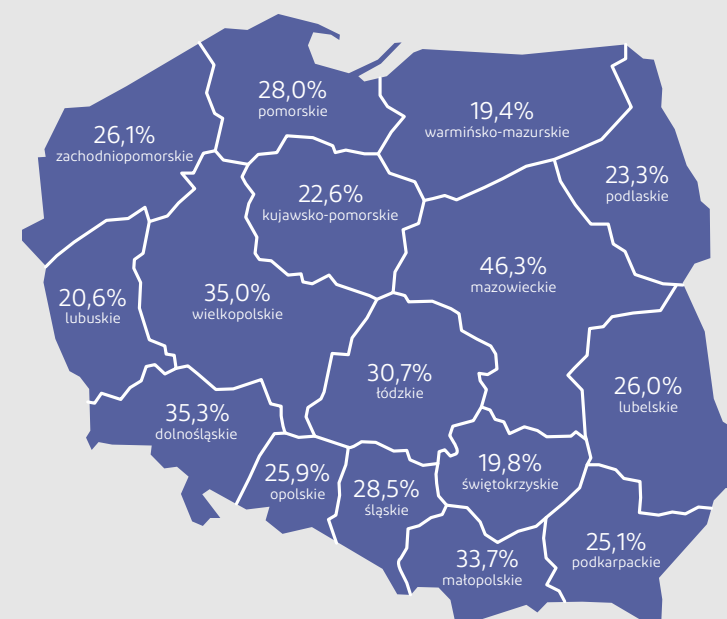 28,0%
pomorskie
19,4%
warmińsko-mazurskie
26,1%
zachodniopomorskie
23,3%
podlaskie
22,6%
kujawsko-pomorskie
46,3%
mazowieckie
20,6%
lubuskie
35,0%
wielkopolskie
30,7%
łódzkie
26,0%
lubelskie
35,3%
dolnośląskie
19,8%
świętokrzyskie
25,9%
opolskie
28,5%
śląskie
33,7%
małopolskie
25,1%
podkarpackie